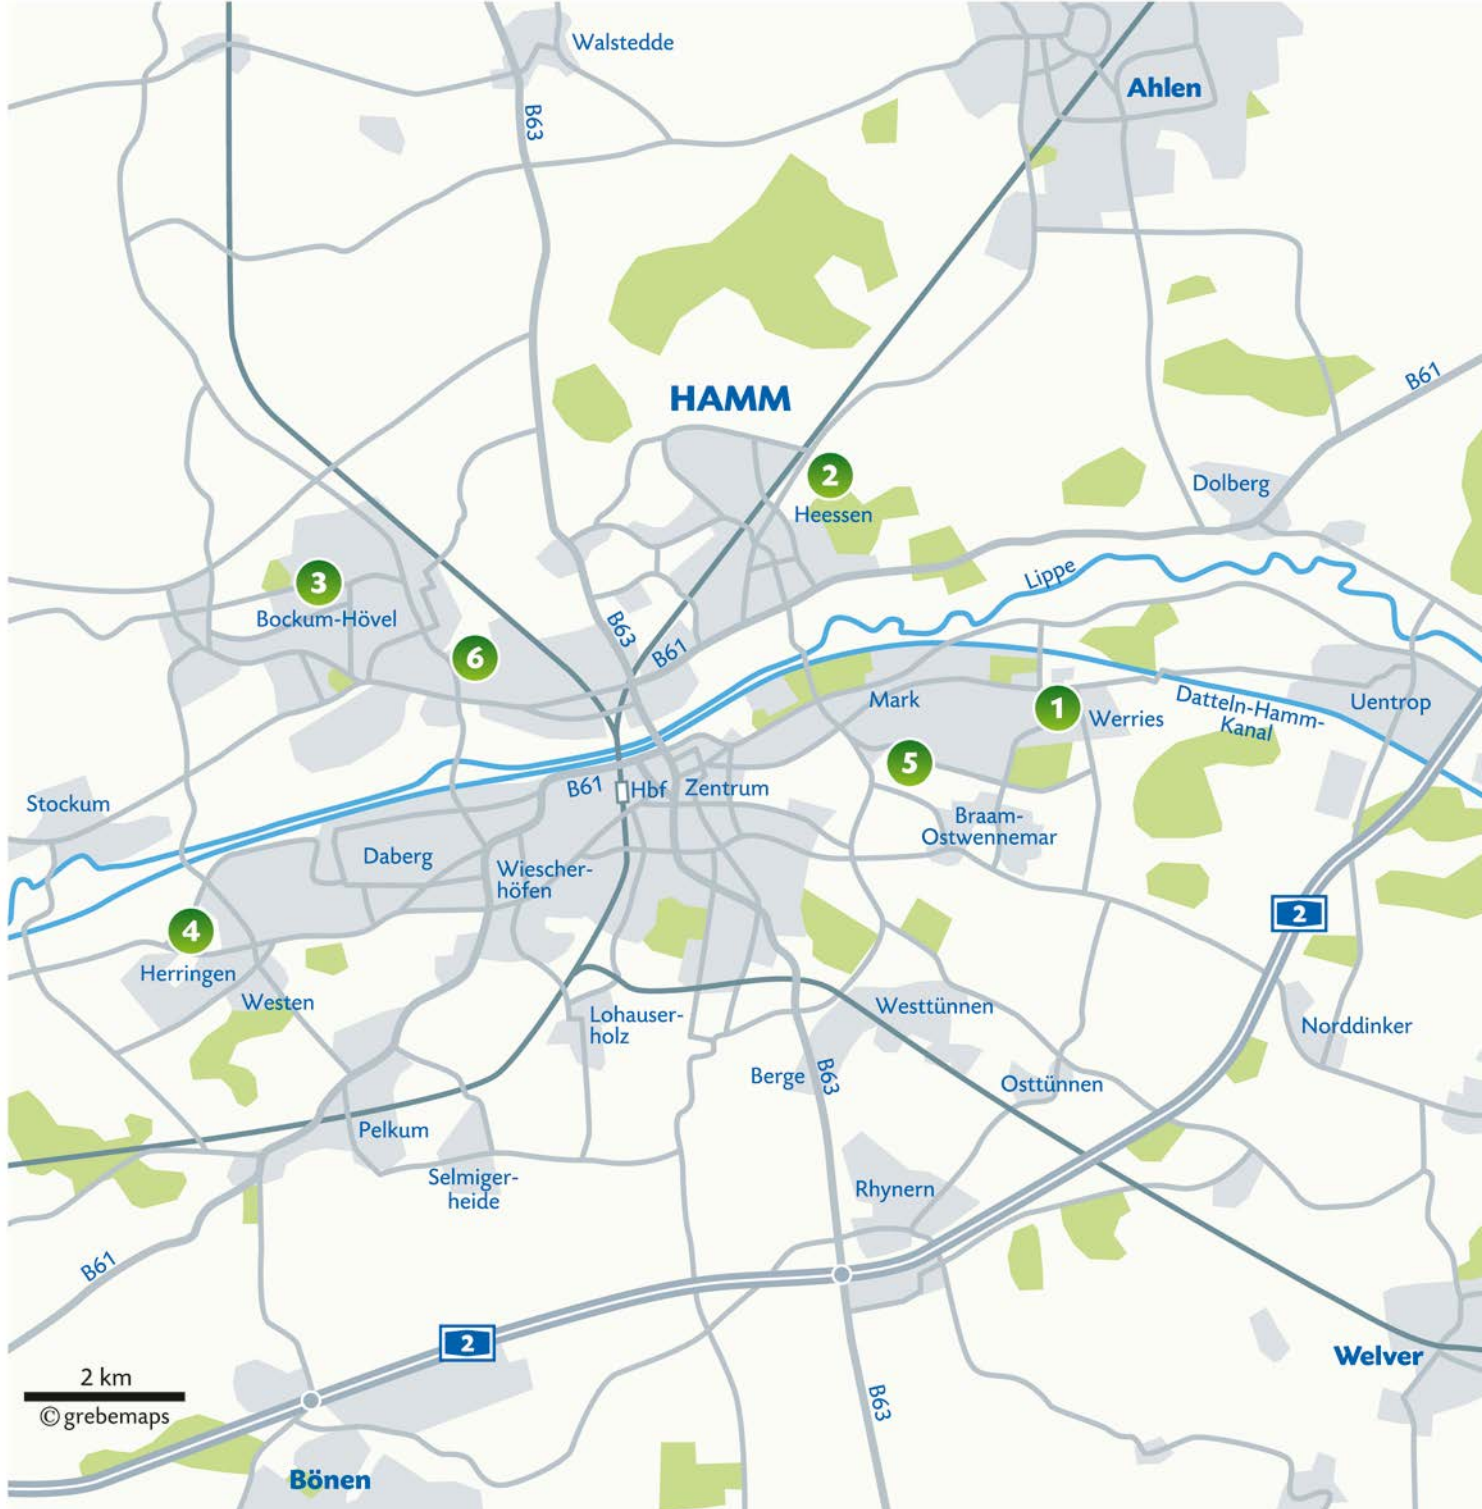 Walstedde
Ahlen
B63
HAMM
B61
2
Dolberg
Heessen
Lippe
3
Bockum-Hövel
B63
B61
6
Mark
1
Werries
Datteln-Hamm-
Kanal
Uentrop
5
B61
Hbf
Zentrum
Stockum
Braam-
Ostwennemar
Daberg
Wiescher-
höfen
2
4
Herringen
Westen
Lohauser-
holz
Westtünnen
Norddinker
Berge
B63
Osttünnen
Pelkum
Selmiger-
heide
Rhynern
B61
2
Welver
2 km
© grebemaps
B63
Bönen